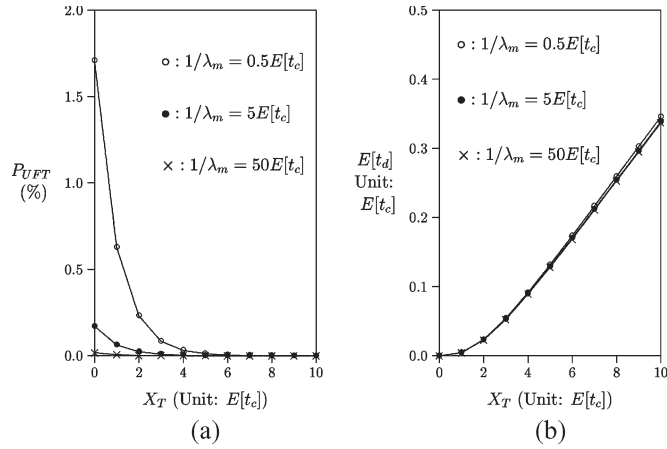 2.0
1.5
1.0
0.5
0.0
P_{UFT}
(%)
○ : 1/λ_m = 0.5E[t_c]
● : 1/λ_m = 5E[t_c]
× : 1/λ_m = 50E[t_c]
0 2 4 6 8 10
X_T (Unit: E[t_c])
(a)
0.5
0.4
0.3
0.2
0.1
0.0
E[t_d]
Unit:
E[t_c]
○ : 1/λ_m = 0.5E[t_c]
● : 1/λ_m = 5E[t_c]
× : 1/λ_m = 50E[t_c]
0 2 4 6 8 10
X_T (Unit: E[t_c])
(b)